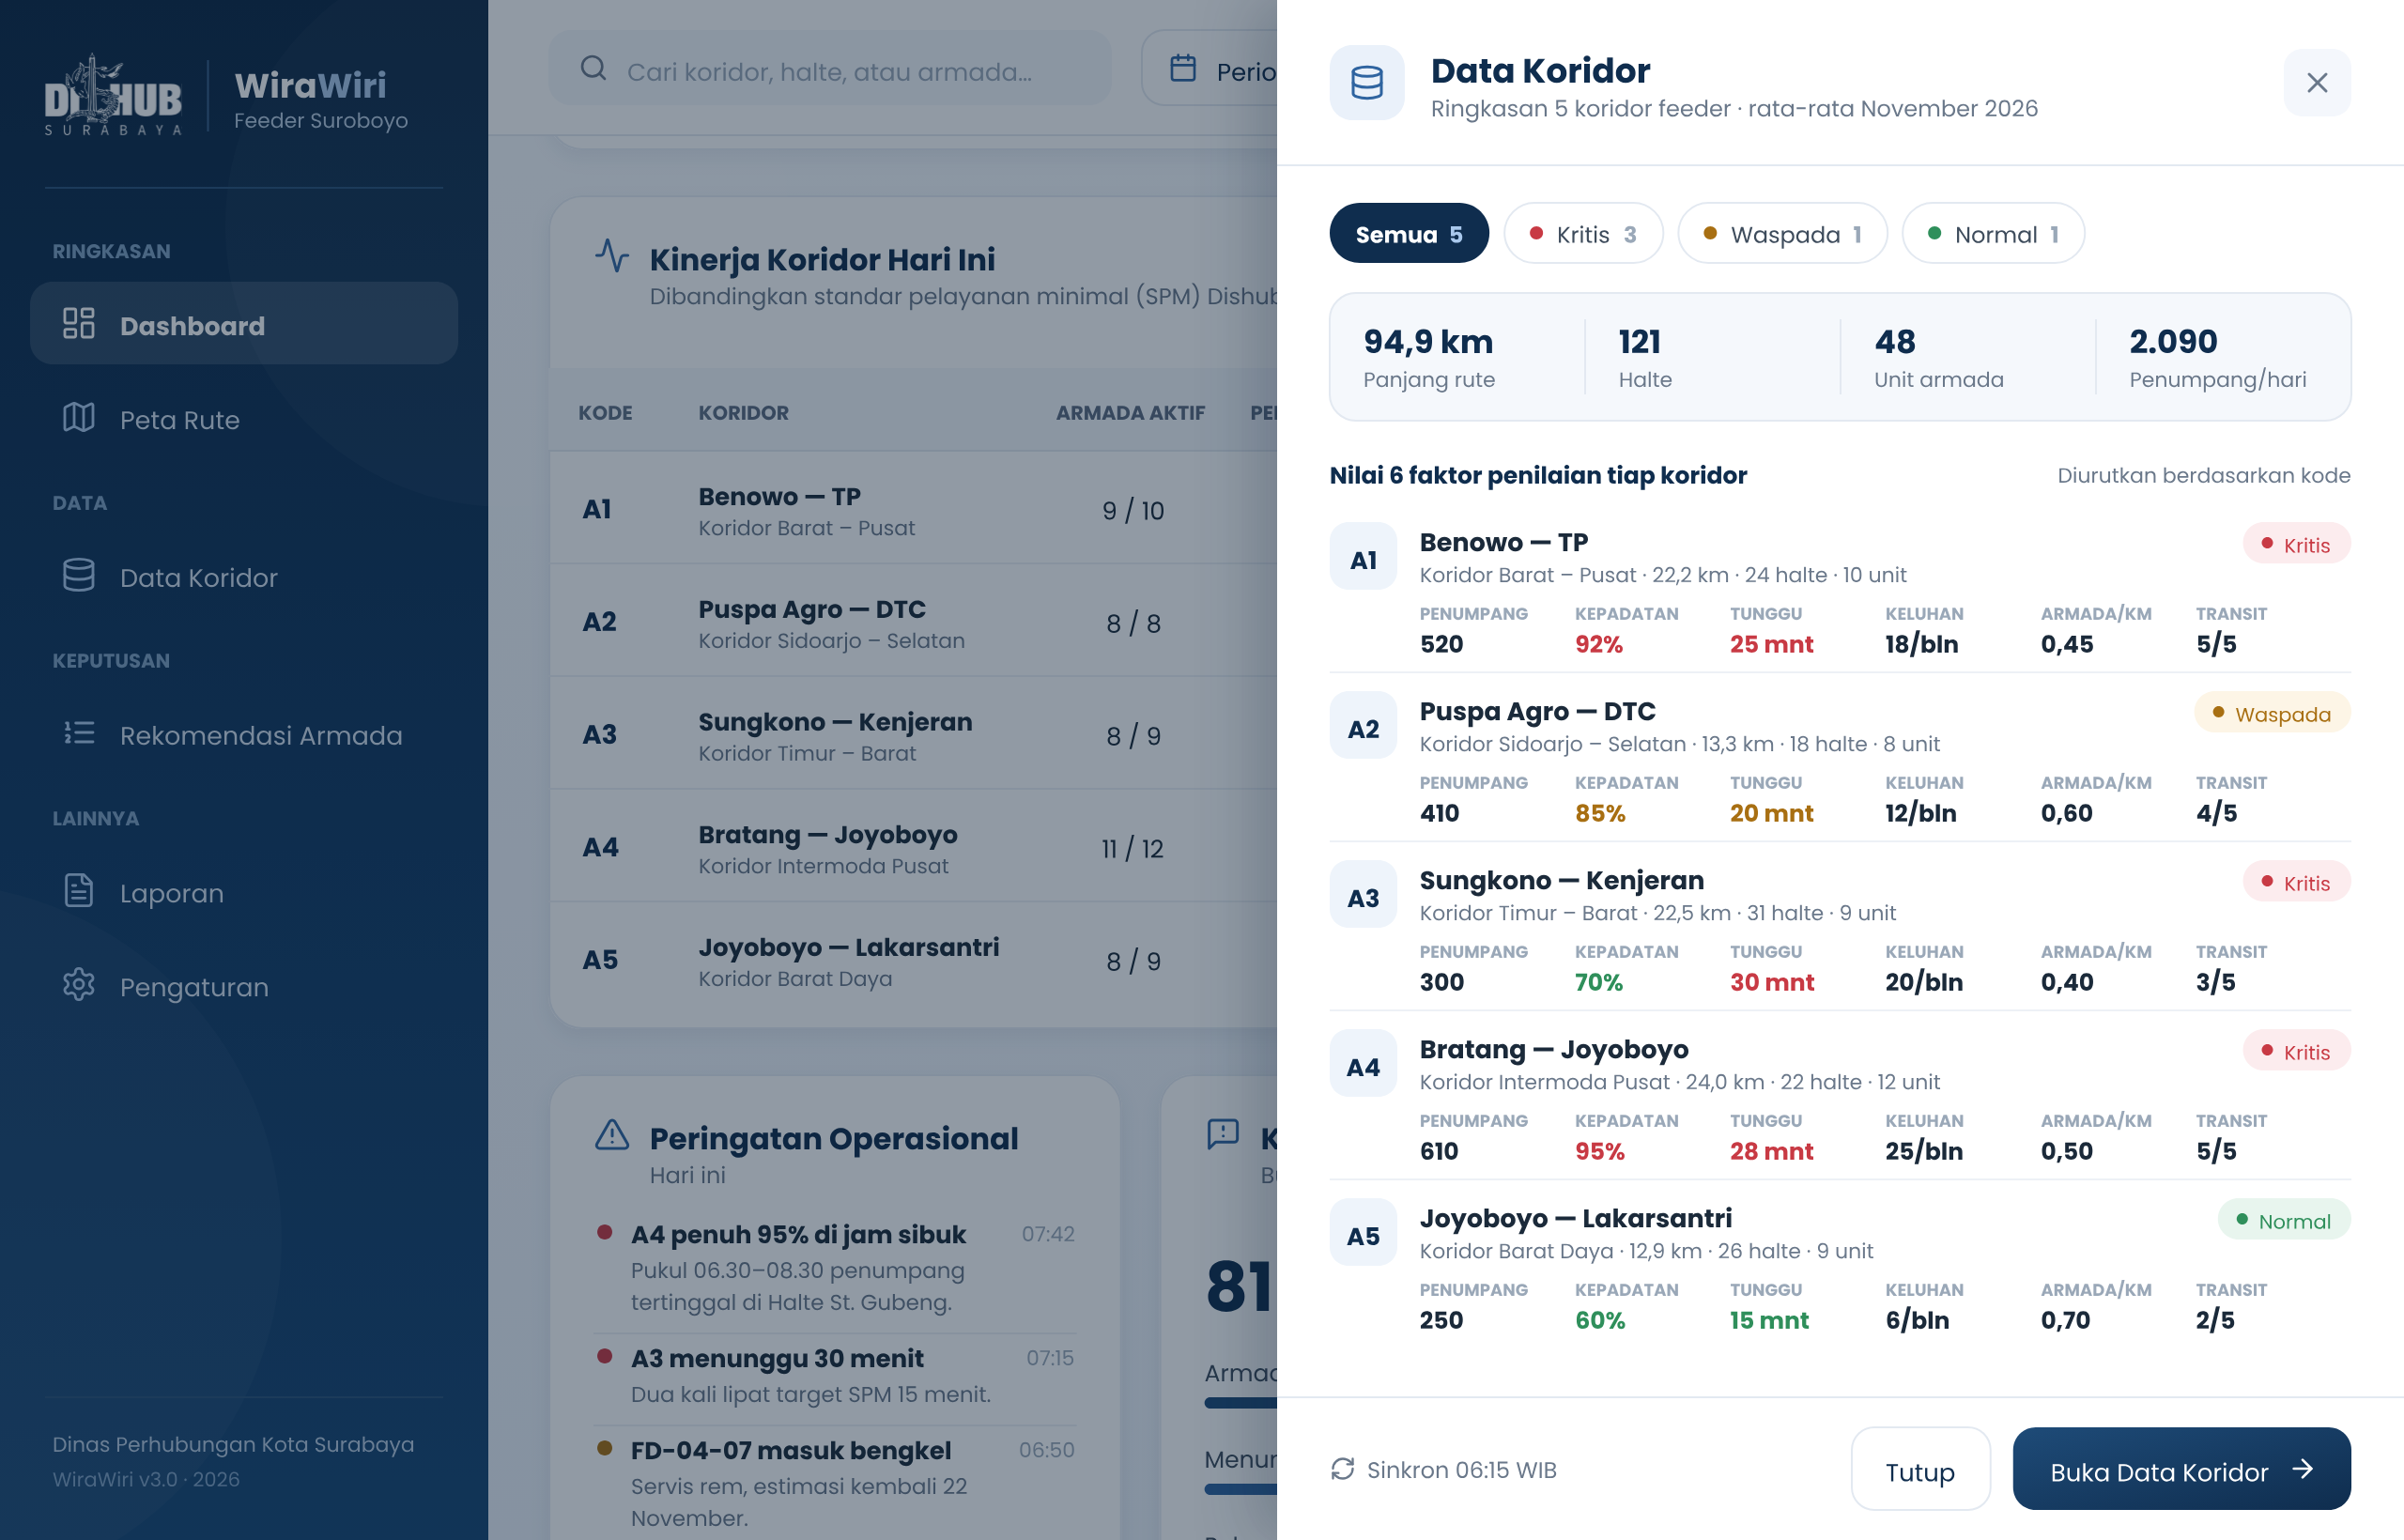 DISHUB
SURABAYA
WiraWiri
Feeder Suroboyo
RINGKASAN
Dashboard
Peta Rute
DATA
Data Koridor
KEPUTUSAN
Rekomendasi Armada
LAINNYA
Laporan
Pengaturan
Dinas Perhubungan Kota Surabaya
WiraWiri v3.0 · 2026
Cari koridor, halte, atau armada...
Perio
Kinerja Koridor Hari Ini
Dibandingkan standar pelayanan minimal (SPM) Dishub
KODE KORIDOR ARMADA AKTIF PE
A1 Benowo — TP 9 / 10
Koridor Barat – Pusat
A2 Puspa Agro — DTC 8 / 8
Koridor Sidoarjo – Selatan
A3 Sungkono — Kenjeran 8 / 9
Koridor Timur – Barat
A4 Bratang — Joyoboyo 11 / 12
Koridor Intermoda Pusat
A5 Joyoboyo — Lakarsantri 8 / 9
Koridor Barat Daya
Peringatan Operasional
Hari ini
A4 penuh 95% di jam sibuk 07:42
Pukul 06.30–08.30 penumpang
tertinggal di Halte St. Gubeng.
A3 menunggu 30 menit 07:15
Dua kali lipat target SPM 15 menit.
FD-04-07 masuk bengkel 06:50
Servis rem, estimasi kembali 22
November.
K
81
Armad
Menun
Data Koridor
Ringkasan 5 koridor feeder · rata-rata November 2026
Semua 5 Kritis 3 Waspada 1 Normal 1
94,9 km 121 48 2.090
Panjang rute Halte Unit armada Penumpang/hari
Nilai 6 faktor penilaian tiap koridor Diurutkan berdasarkan kode
A1 Benowo — TP Kritis
Koridor Barat – Pusat · 22,2 km · 24 halte · 10 unit
PENUMPANG KEPADATAN TUNGGU KELUHAN ARMADA/KM TRANSIT
520 92% 25 mnt 18/bln 0,45 5/5
A2 Puspa Agro — DTC Waspada
Koridor Sidoarjo – Selatan · 13,3 km · 18 halte · 8 unit
PENUMPANG KEPADATAN TUNGGU KELUHAN ARMADA/KM TRANSIT
410 85% 20 mnt 12/bln 0,60 4/5
A3 Sungkono — Kenjeran Kritis
Koridor Timur – Barat · 22,5 km · 31 halte · 9 unit
PENUMPANG KEPADATAN TUNGGU KELUHAN ARMADA/KM TRANSIT
300 70% 30 mnt 20/bln 0,40 3/5
A4 Bratang — Joyoboyo Kritis
Koridor Intermoda Pusat · 24,0 km · 22 halte · 12 unit
PENUMPANG KEPADATAN TUNGGU KELUHAN ARMADA/KM TRANSIT
610 95% 28 mnt 25/bln 0,50 5/5
A5 Joyoboyo — Lakarsantri Normal
Koridor Barat Daya · 12,9 km · 26 halte · 9 unit
PENUMPANG KEPADATAN TUNGGU KELUHAN ARMADA/KM TRANSIT
250 60% 15 mnt 6/bln 0,70 2/5
Sinkron 06:15 WIB Tutup Buka Data Koridor